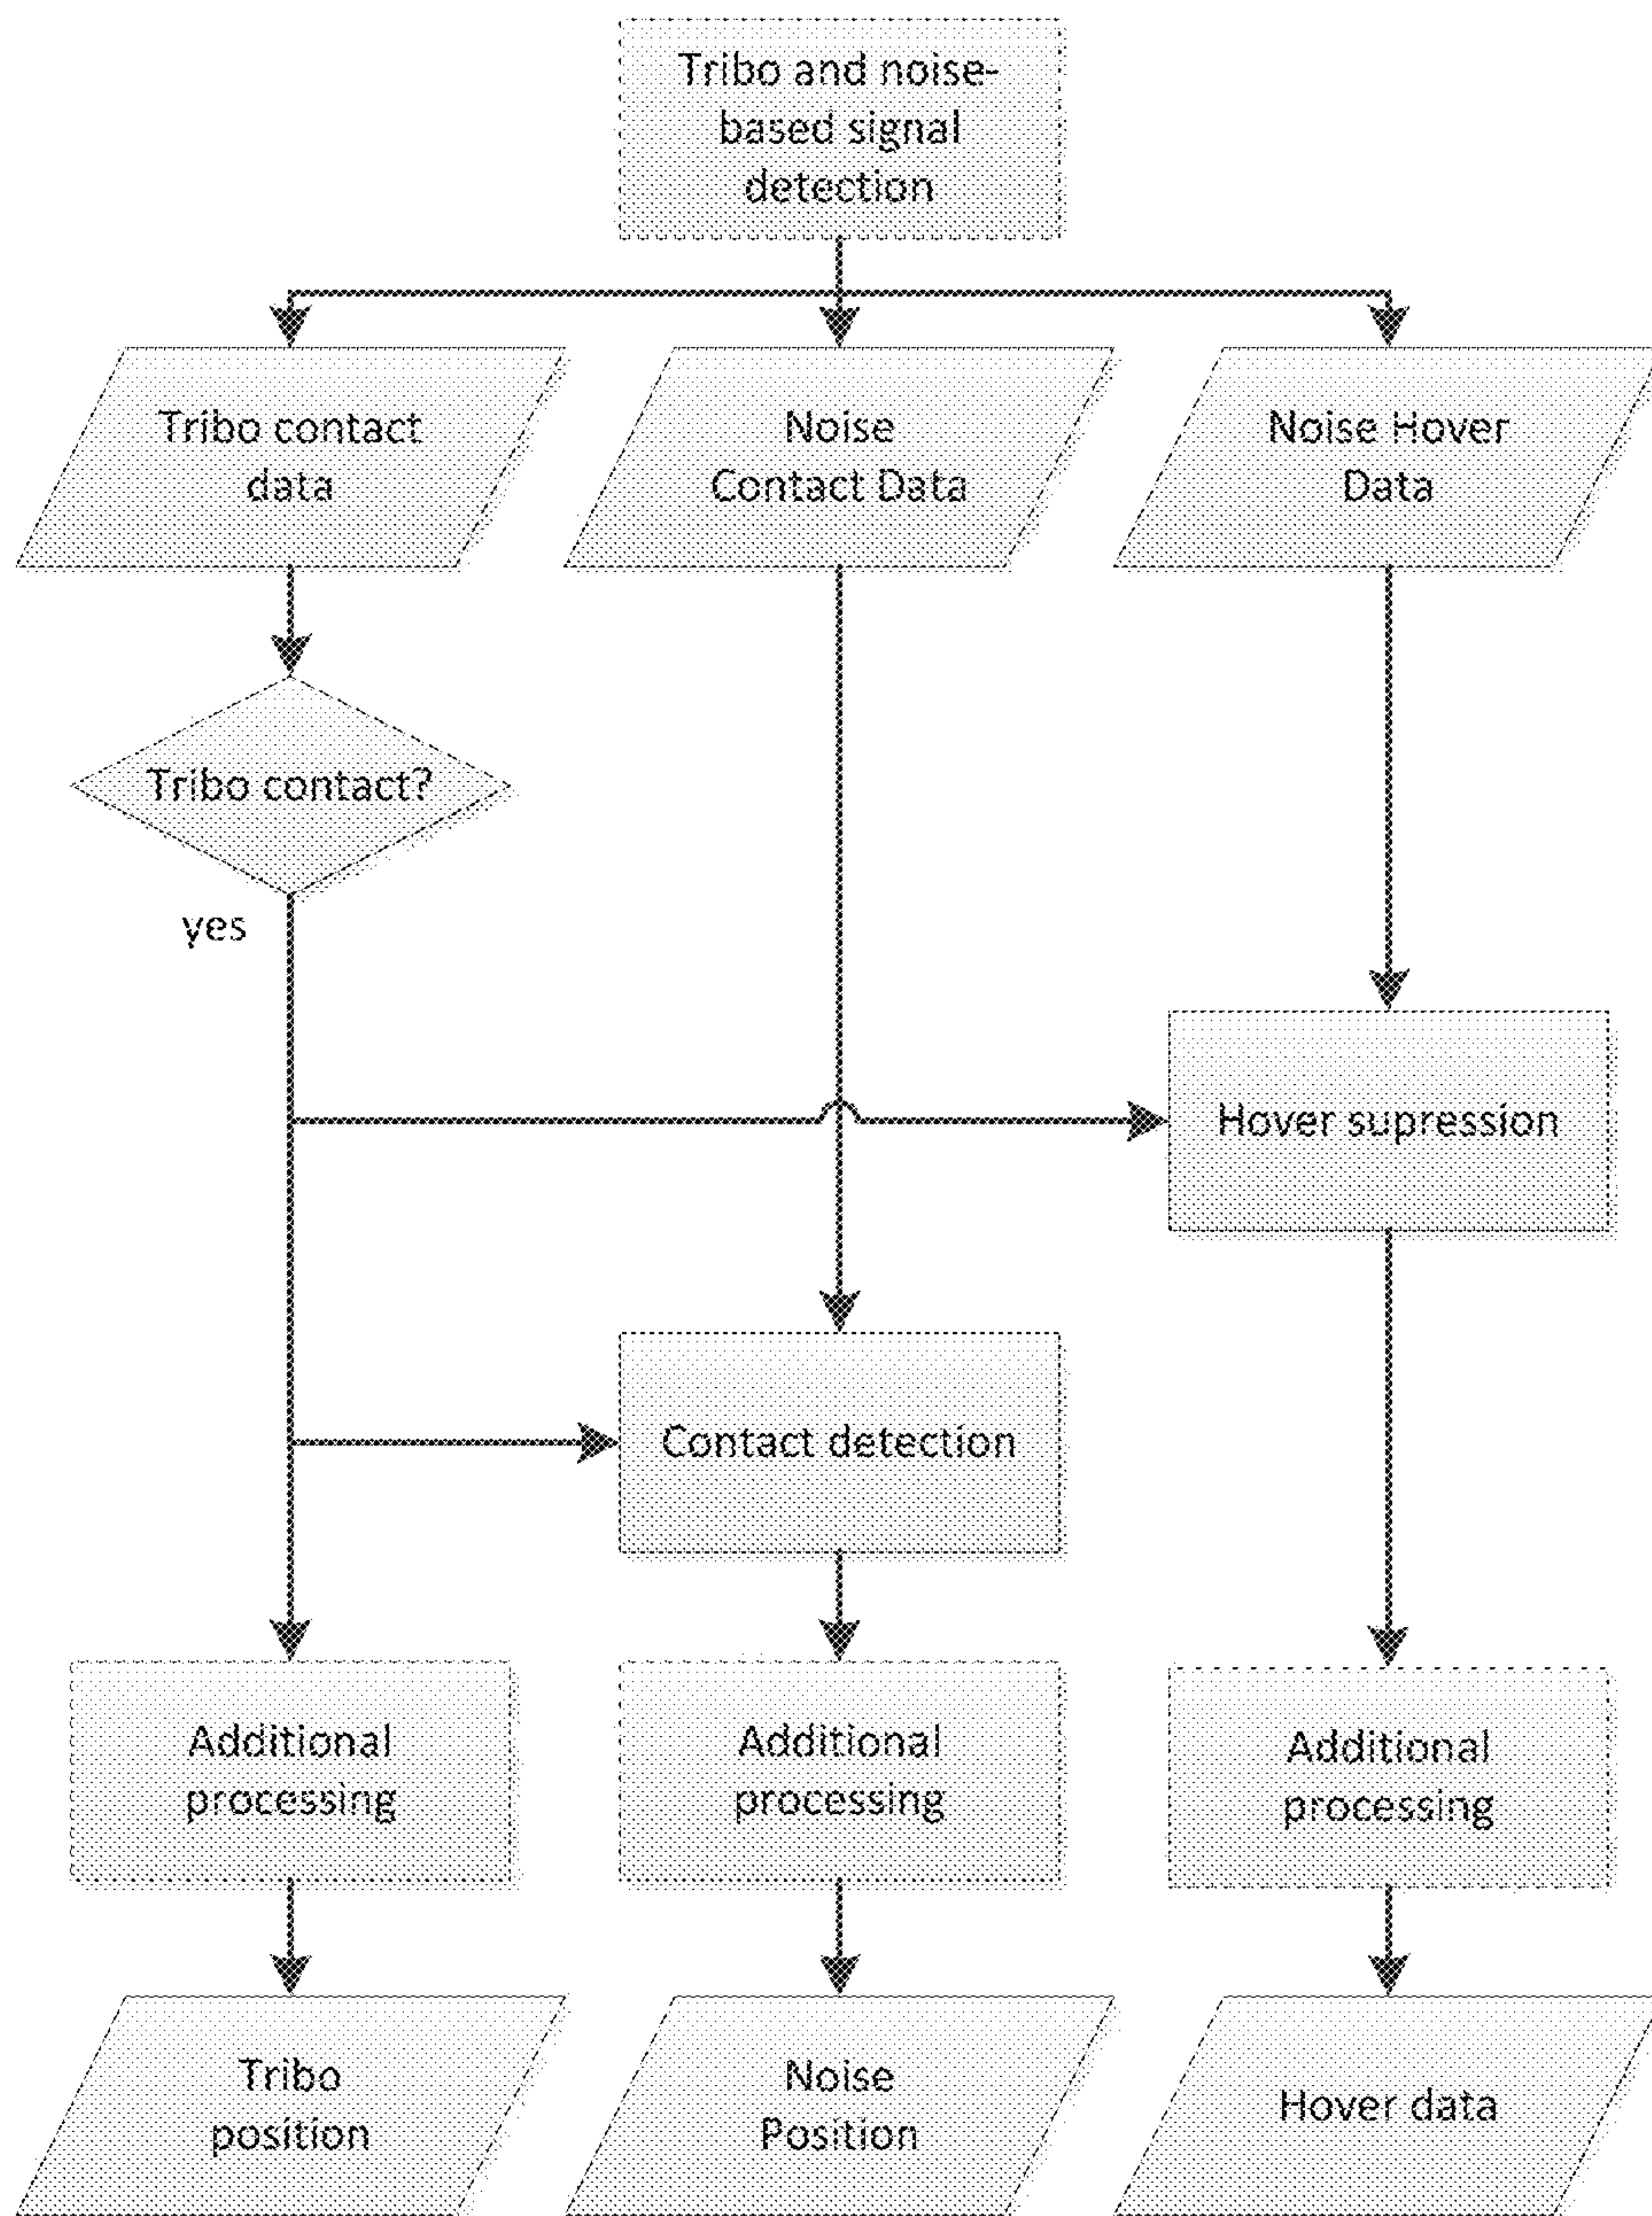 Tribo and noise-
based signal
detection
Tribo contact
data
Noise
Contact Data
Noise Hover
Data
Tribo contact?
yes
Hover supression
Contact detection
Additional
processing
Additional
processing
Additional
processing
Tribo
position
Noise
Position
Hover data